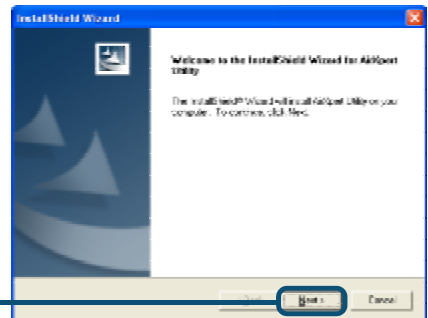 InstallShield Wizard
Welcome to the InstallShield Wizard for AirXpert
Utility
The InstallShield® Wizard will install AirXpert Utility on your
computer. To continue, click Next.
Next >
Cancel